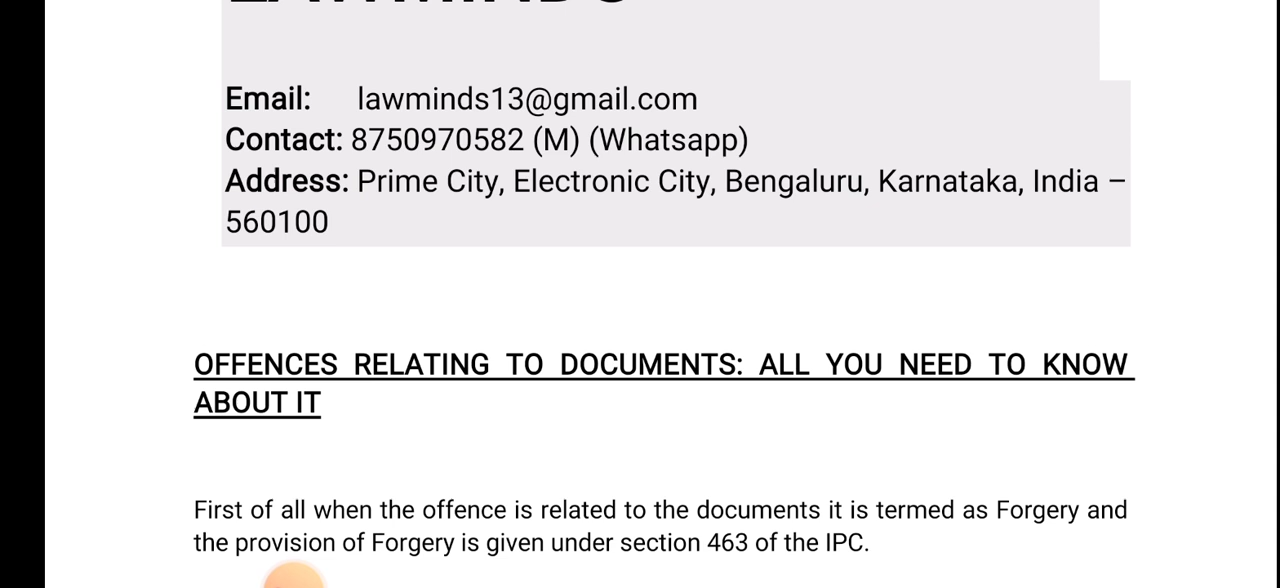 Email: lawminds13@gmail.com
Contact: 8750970582 (M) (Whatsapp)
Address: Prime City, Electronic City, Bengaluru, Karnataka, India –
560100
OFFENCES RELATING TO DOCUMENTS: ALL YOU NEED TO KNOW
ABOUT IT
First of all when the offence is related to the documents it is termed as Forgery and
the provision of Forgery is given under section 463 of the IPC.